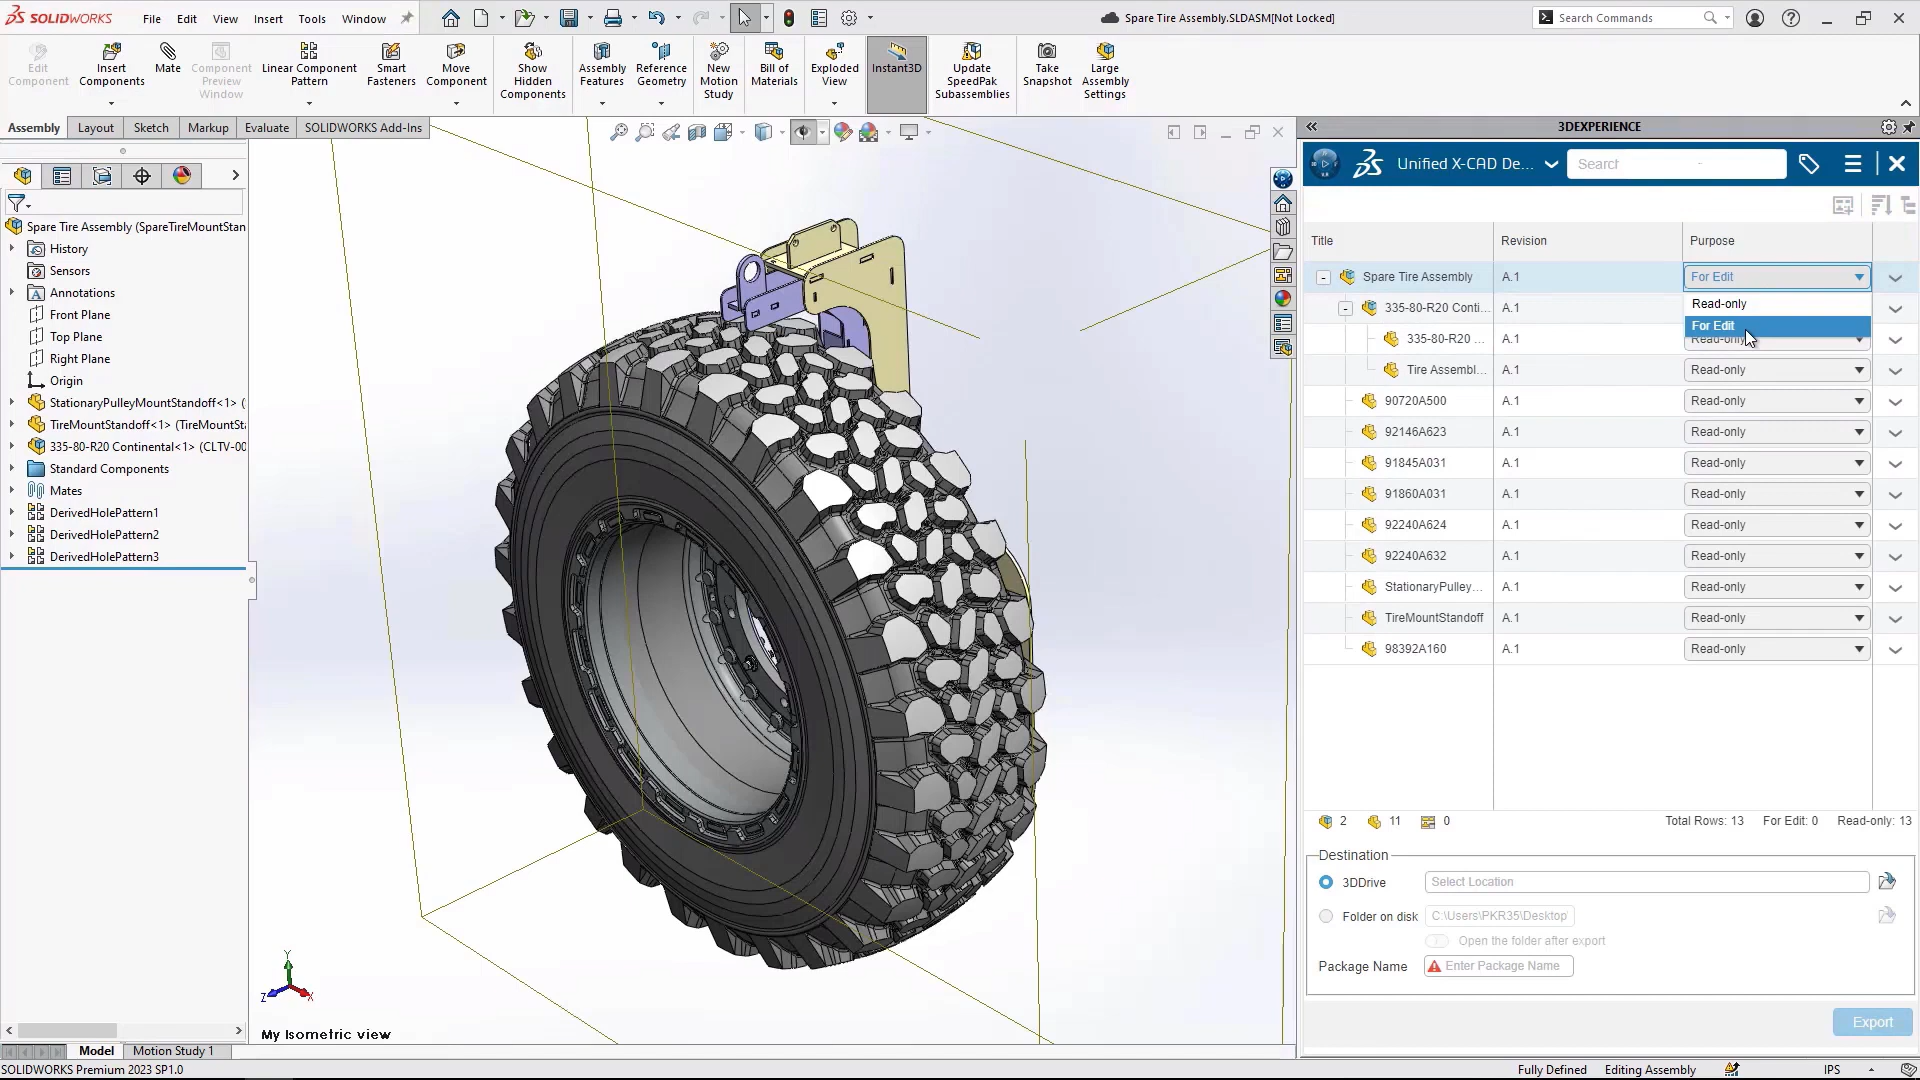 SOLIDWORKS File Edit View Insert Tools Window
Spare Tire Assembly.SLDASM[Not Locked]
Search Commands
Edit Component
Insert Components
Mate
Component Preview Window
Linear Component Pattern
Smart Fasteners
Move Component
Show Hidden Components
Assembly Features
Reference Geometry
New Motion Study
Bill of Materials
Exploded View
Instant3D
Update SpeedPak Subassemblies
Take Snapshot
Large Assembly Settings
Assembly Layout Sketch Markup Evaluate SOLIDWORKS Add-Ins
Spare Tire Assembly (SpareTireMountStan
History
Sensors
Annotations
Front Plane
Top Plane
Right Plane
Origin
StationaryPulleyMountStandoff<1> (
TireMountStandoff<1> (TireMountSt
335-80-R20 Continental<1> (CLTV-00
Standard Components
Mates
DerivedHolePattern1
DerivedHolePattern2
DerivedHolePattern3
Y
Z X
My Isometric view
Model Motion Study 1
SOLIDWORKS Premium 2023 SP1.0
3DEXPERIENCE
Unified X-CAD De... Search
Title Revision Purpose
Spare Tire Assembly A.1 For Edit
Read-only
For Edit
335-80-R20 Conti... A.1
335-80-R20 ... A.1 Read-only
Tire Assembl... A.1 Read-only
90720A500 A.1 Read-only
92146A623 A.1 Read-only
91845A031 A.1 Read-only
91860A031 A.1 Read-only
92240A624 A.1 Read-only
92240A632 A.1 Read-only
StationaryPulley... A.1 Read-only
TireMountStandoff A.1 Read-only
98392A160 A.1 Read-only
2 11 0 Total Rows: 13 For Edit: 0 Read-only: 13
Destination
3DDrive Select Location
Folder on disk C:\Users\PKR35\Desktop'
Open the folder after export
Package Name Enter Package Name
Export
Fully Defined Editing Assembly IPS